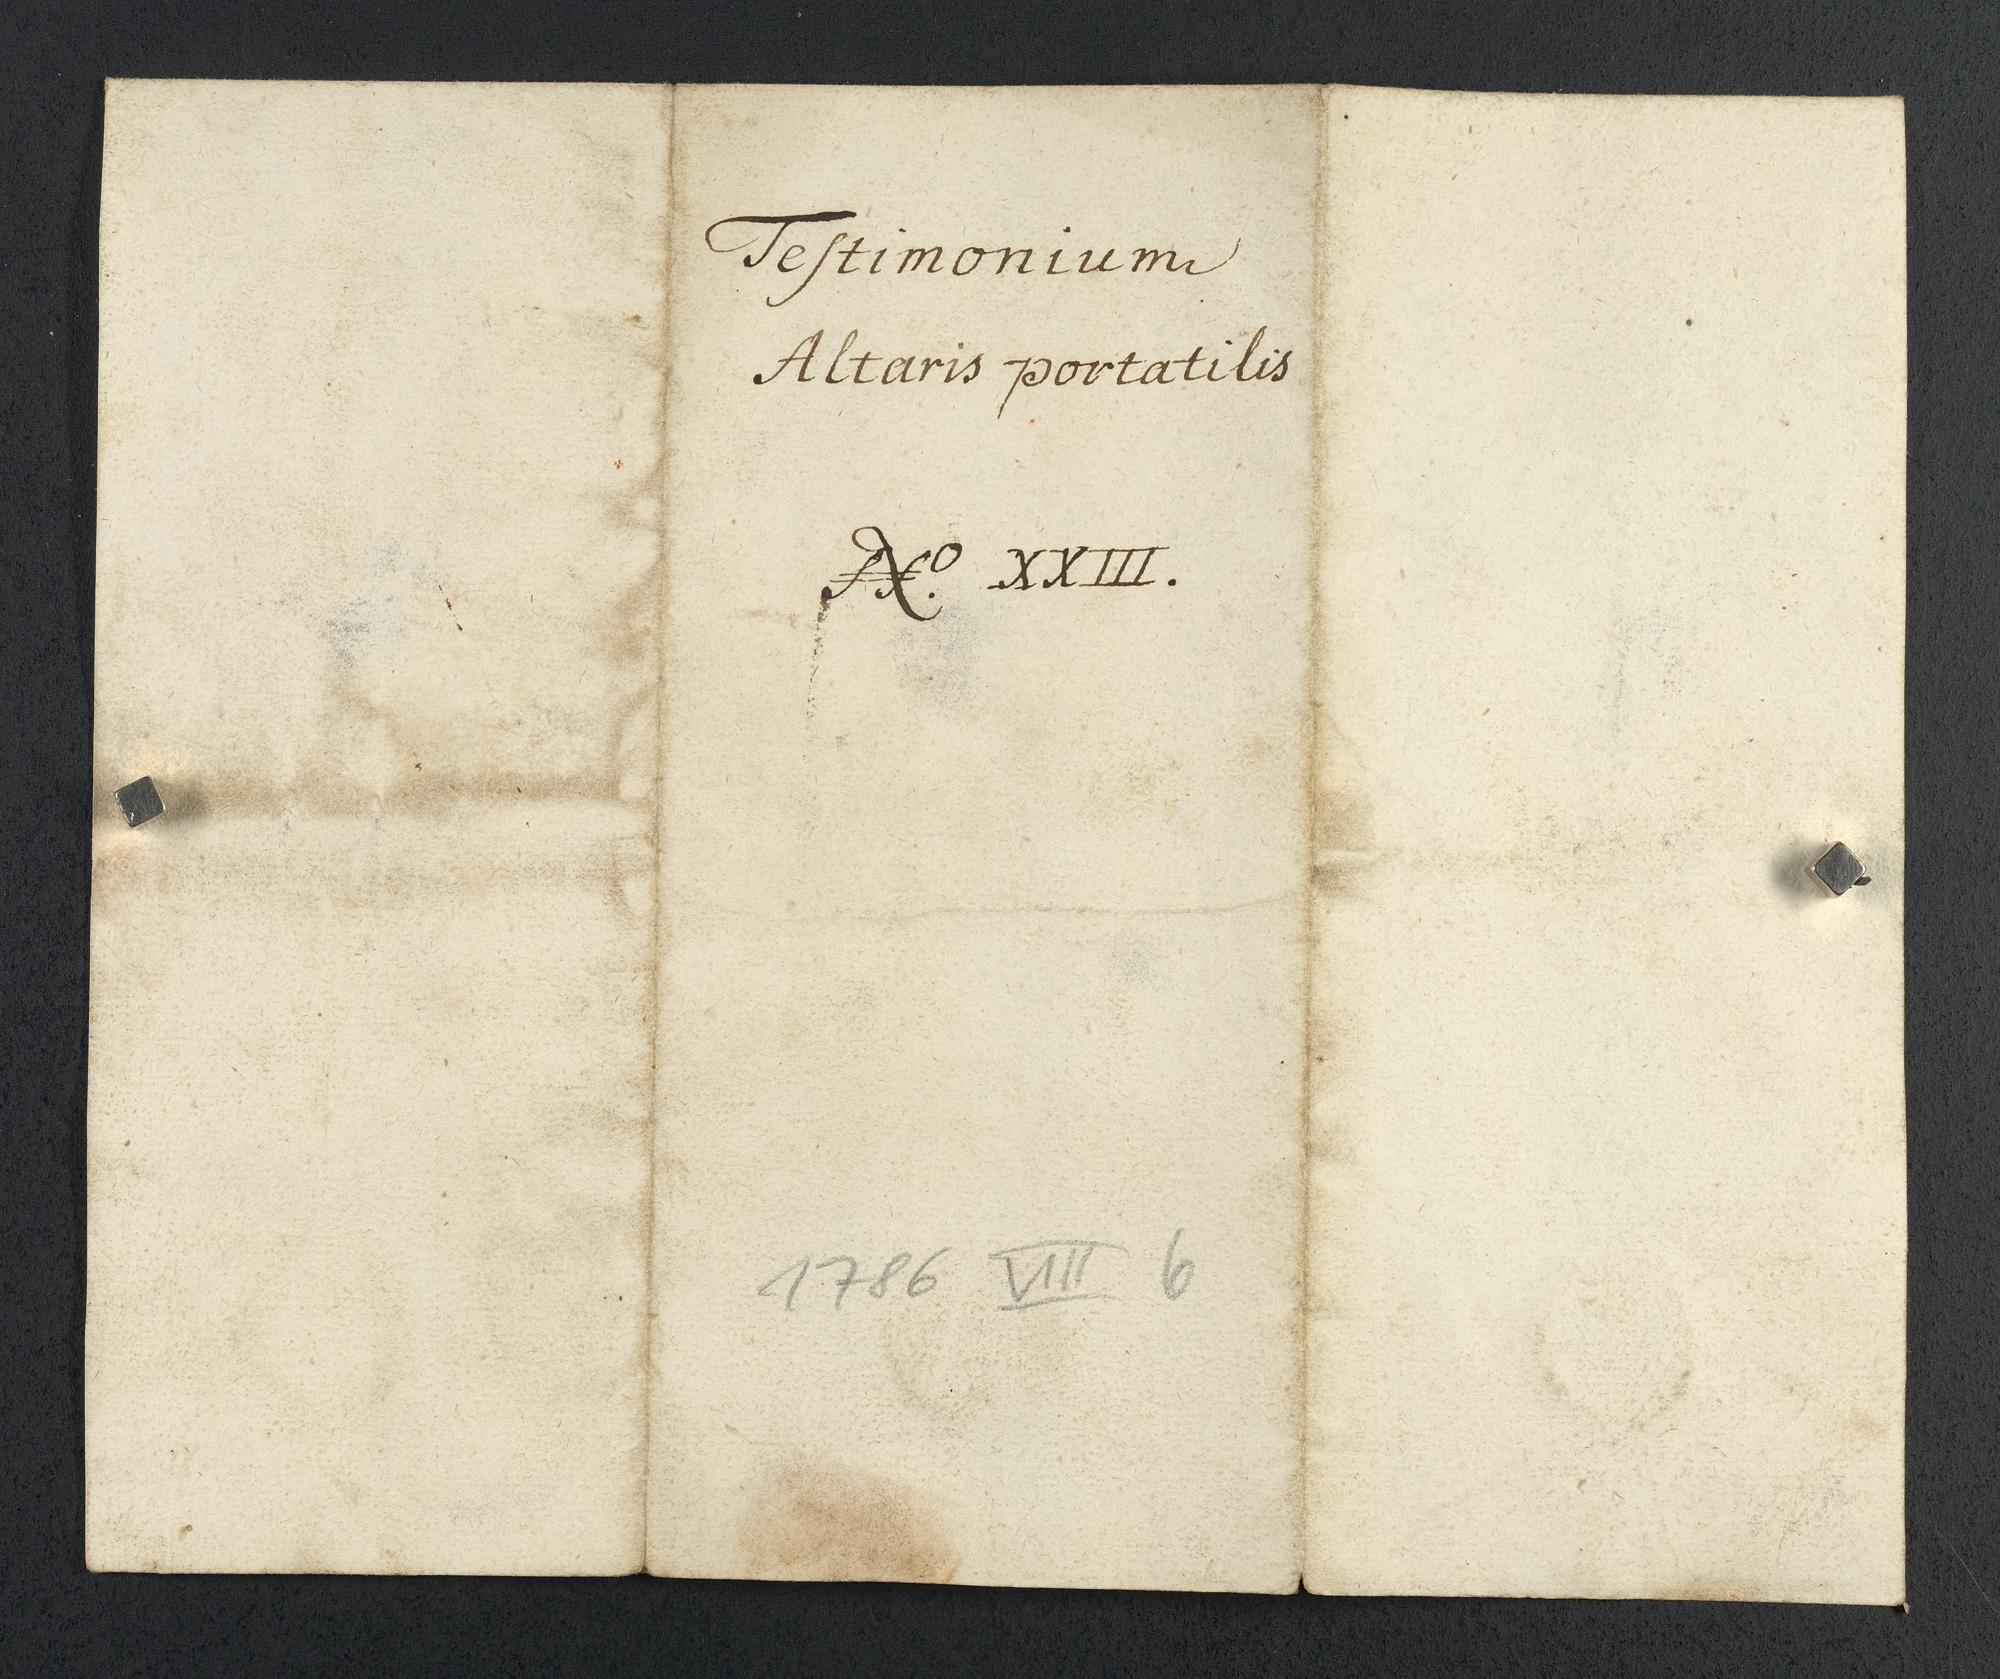 Teſtimonium
Altaris portatilis
No. XXIII.
1786 VIII 6